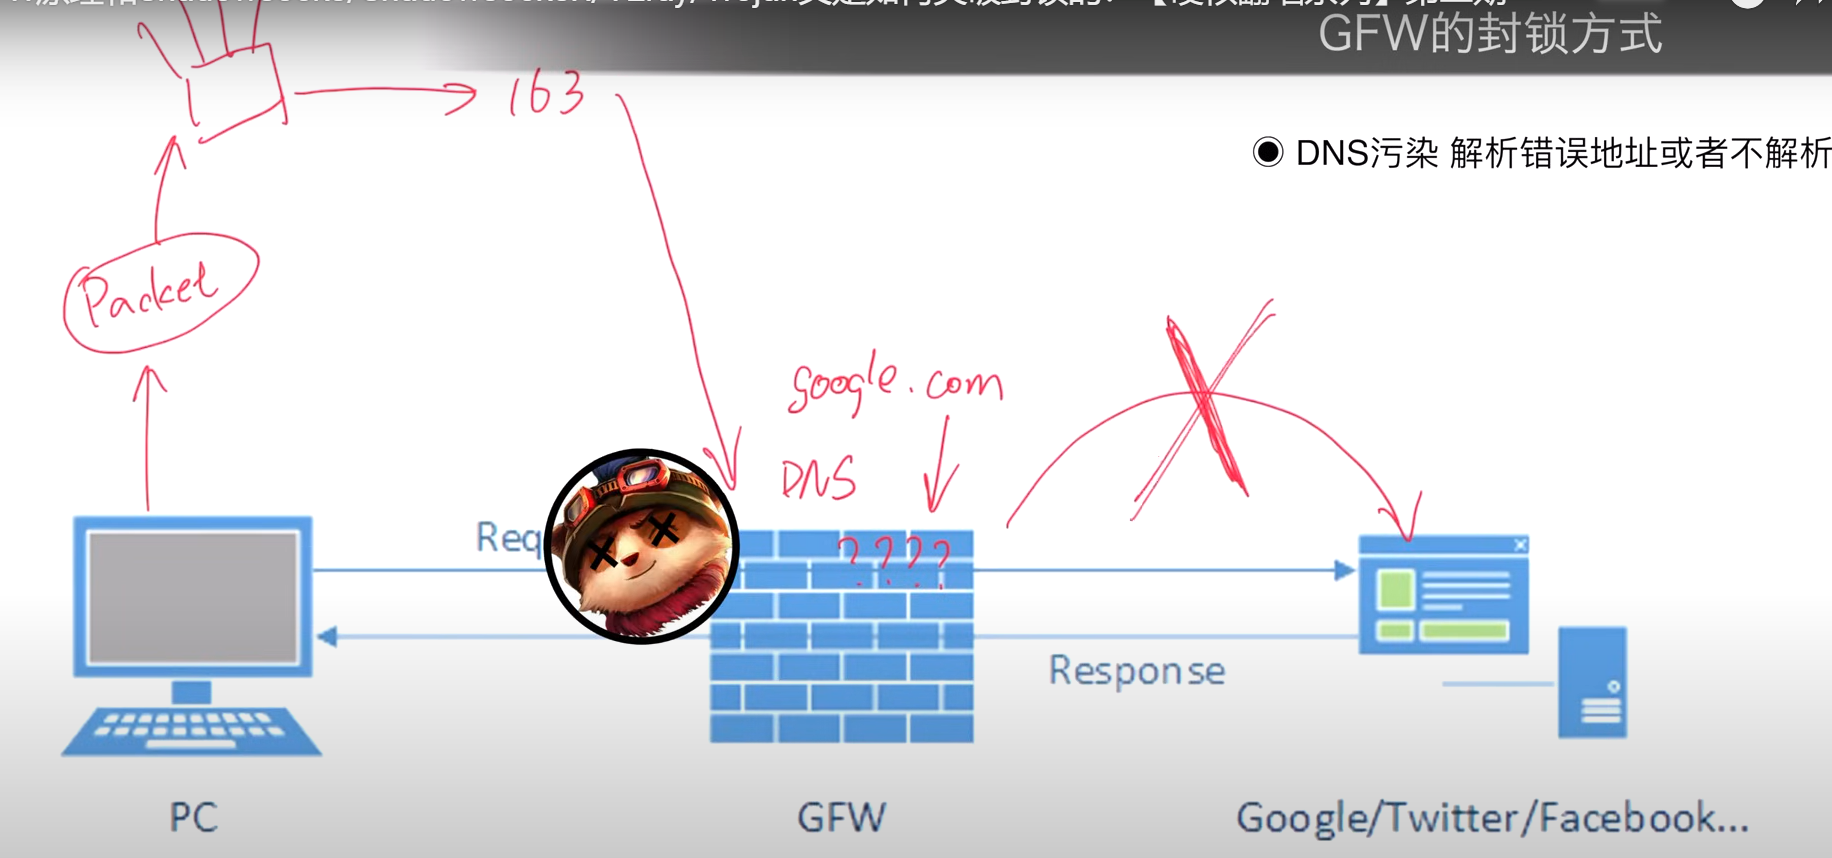 GFW的封锁方式
163
DNS污染 解析错误地址或者不解析
Packet
google.com
DNS
Req
? ? ? ?
Response
PC
GFW
Google/Twitter/Facebook...